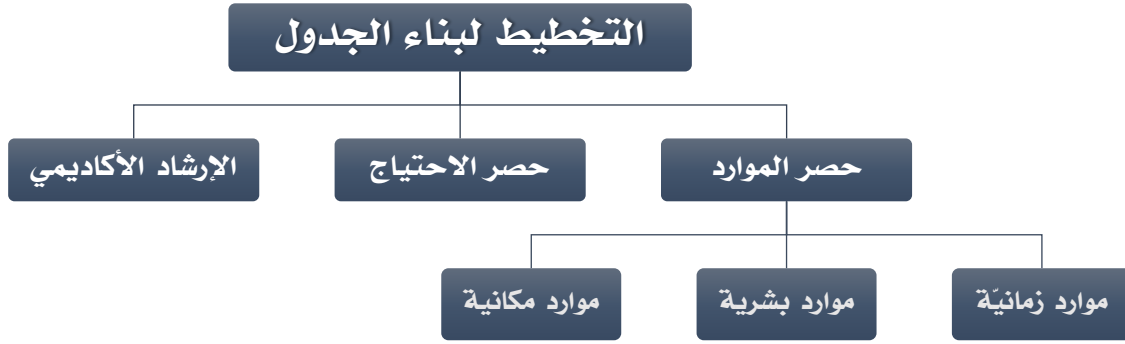 التخطيط لبناء الجدول
حصر الموارد
حصر الاحتياج
الإرشاد الأكاديمي
موارد زمانيّة
موارد بشرية
موارد مكانية